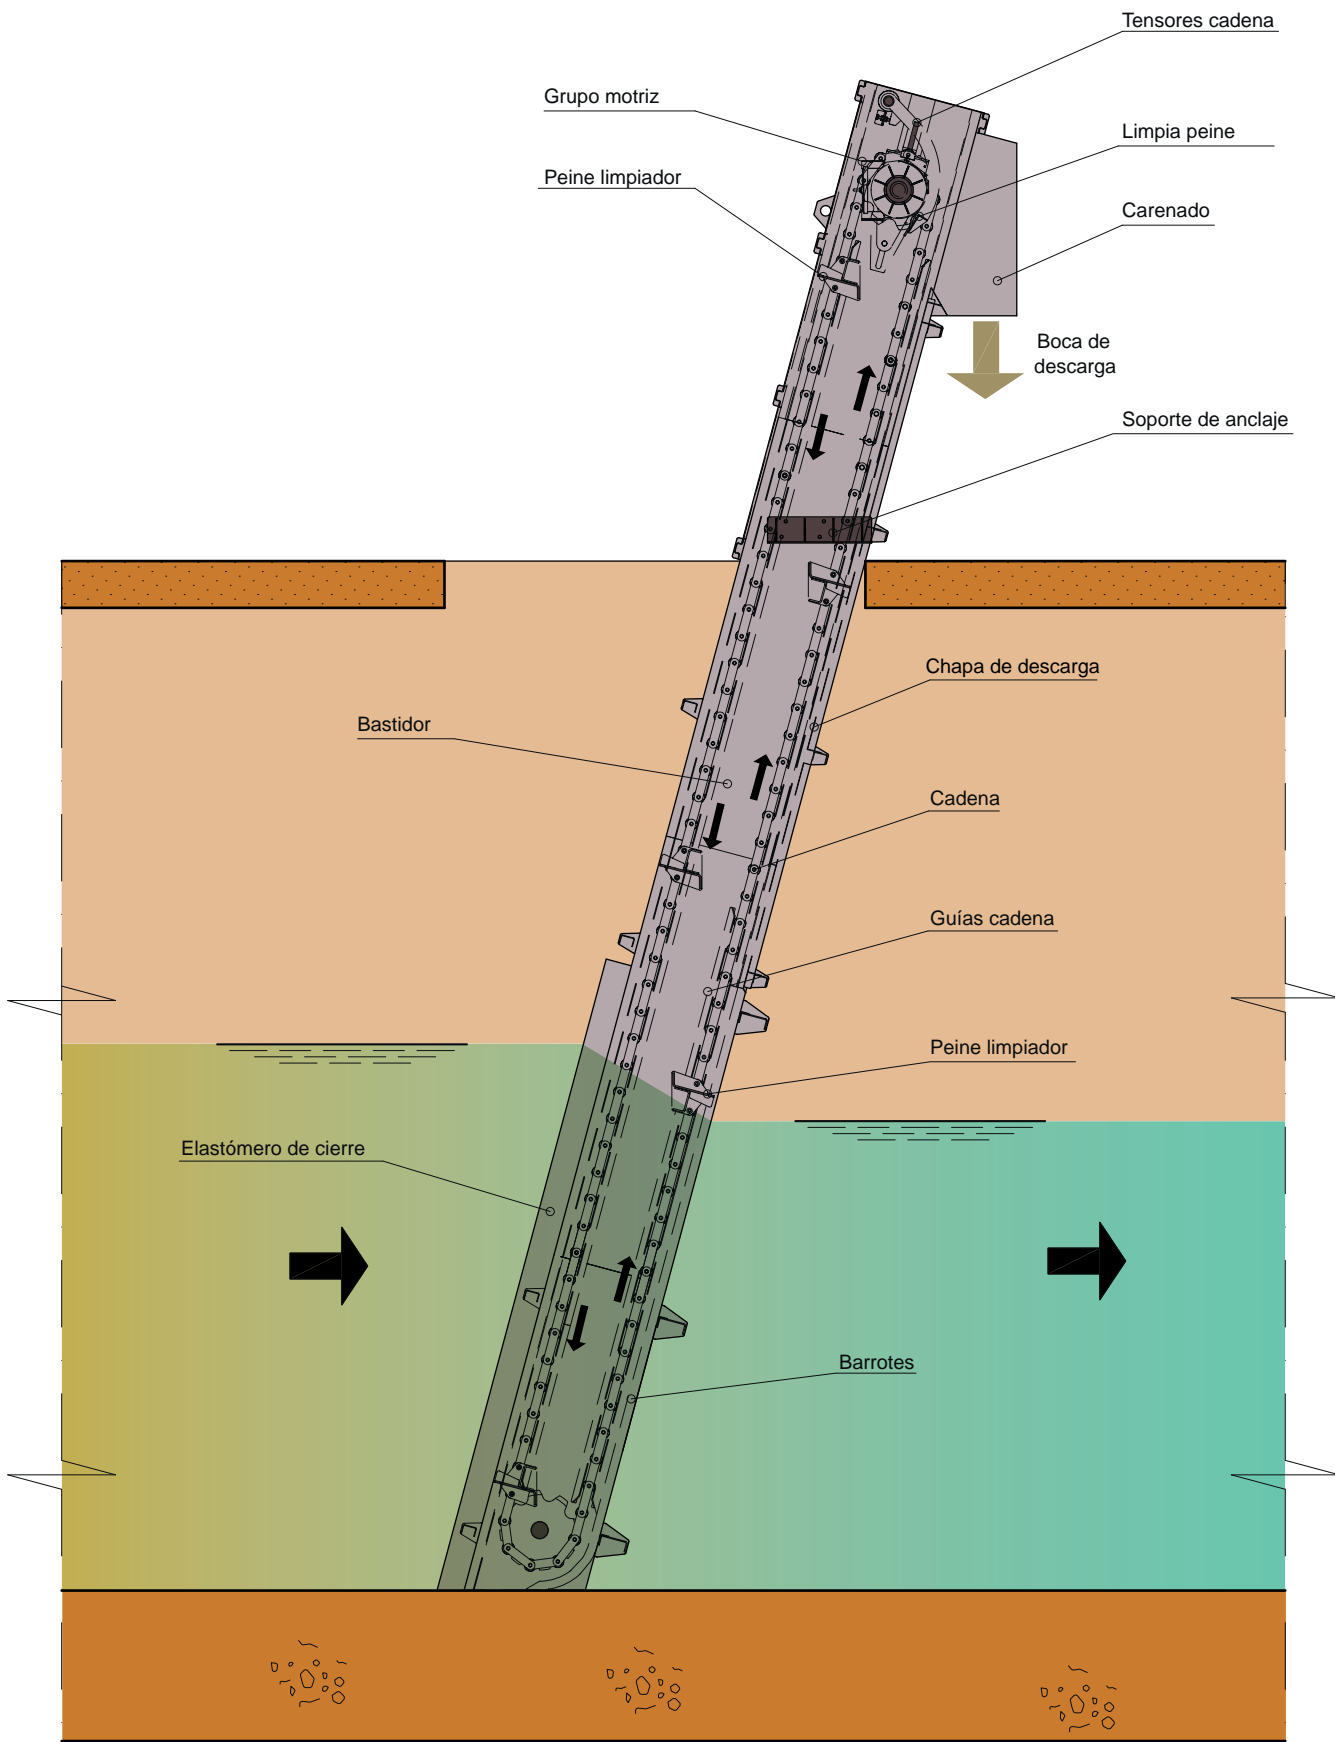 Tensores cadena
Grupo motriz
Limpia peine
Peine limpiador
Carenado
Boca de
descarga
Soporte de anclaje
Chapa de descarga
Bastidor
Cadena
Guías cadena
Peine limpiador
Elastómero de cierre
Barrotes